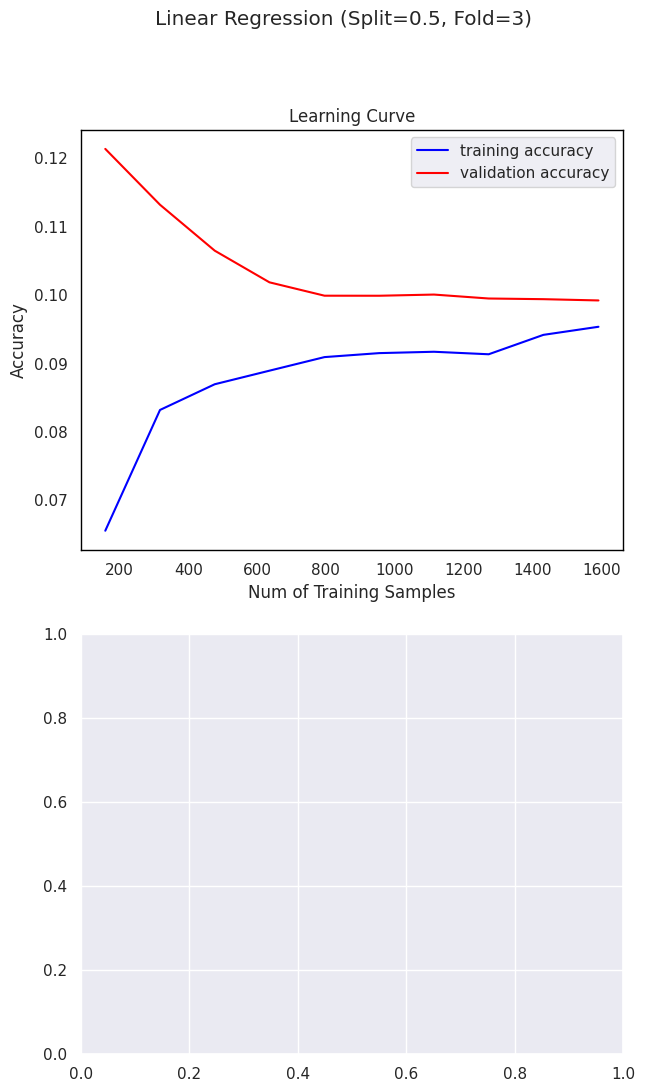 Linear Regression (Split=0.5, Fold=3)
Learning Curve
training accuracy
validation accuracy
0.12
0.11
0.10
0.09
0.08
0.07
Accuracy
200 400 600 800 1000 1200 1400 1600
Num of Training Samples
1.0
0.8
0.6
0.4
0.2
0.0
0.0 0.2 0.4 0.6 0.8 1.0